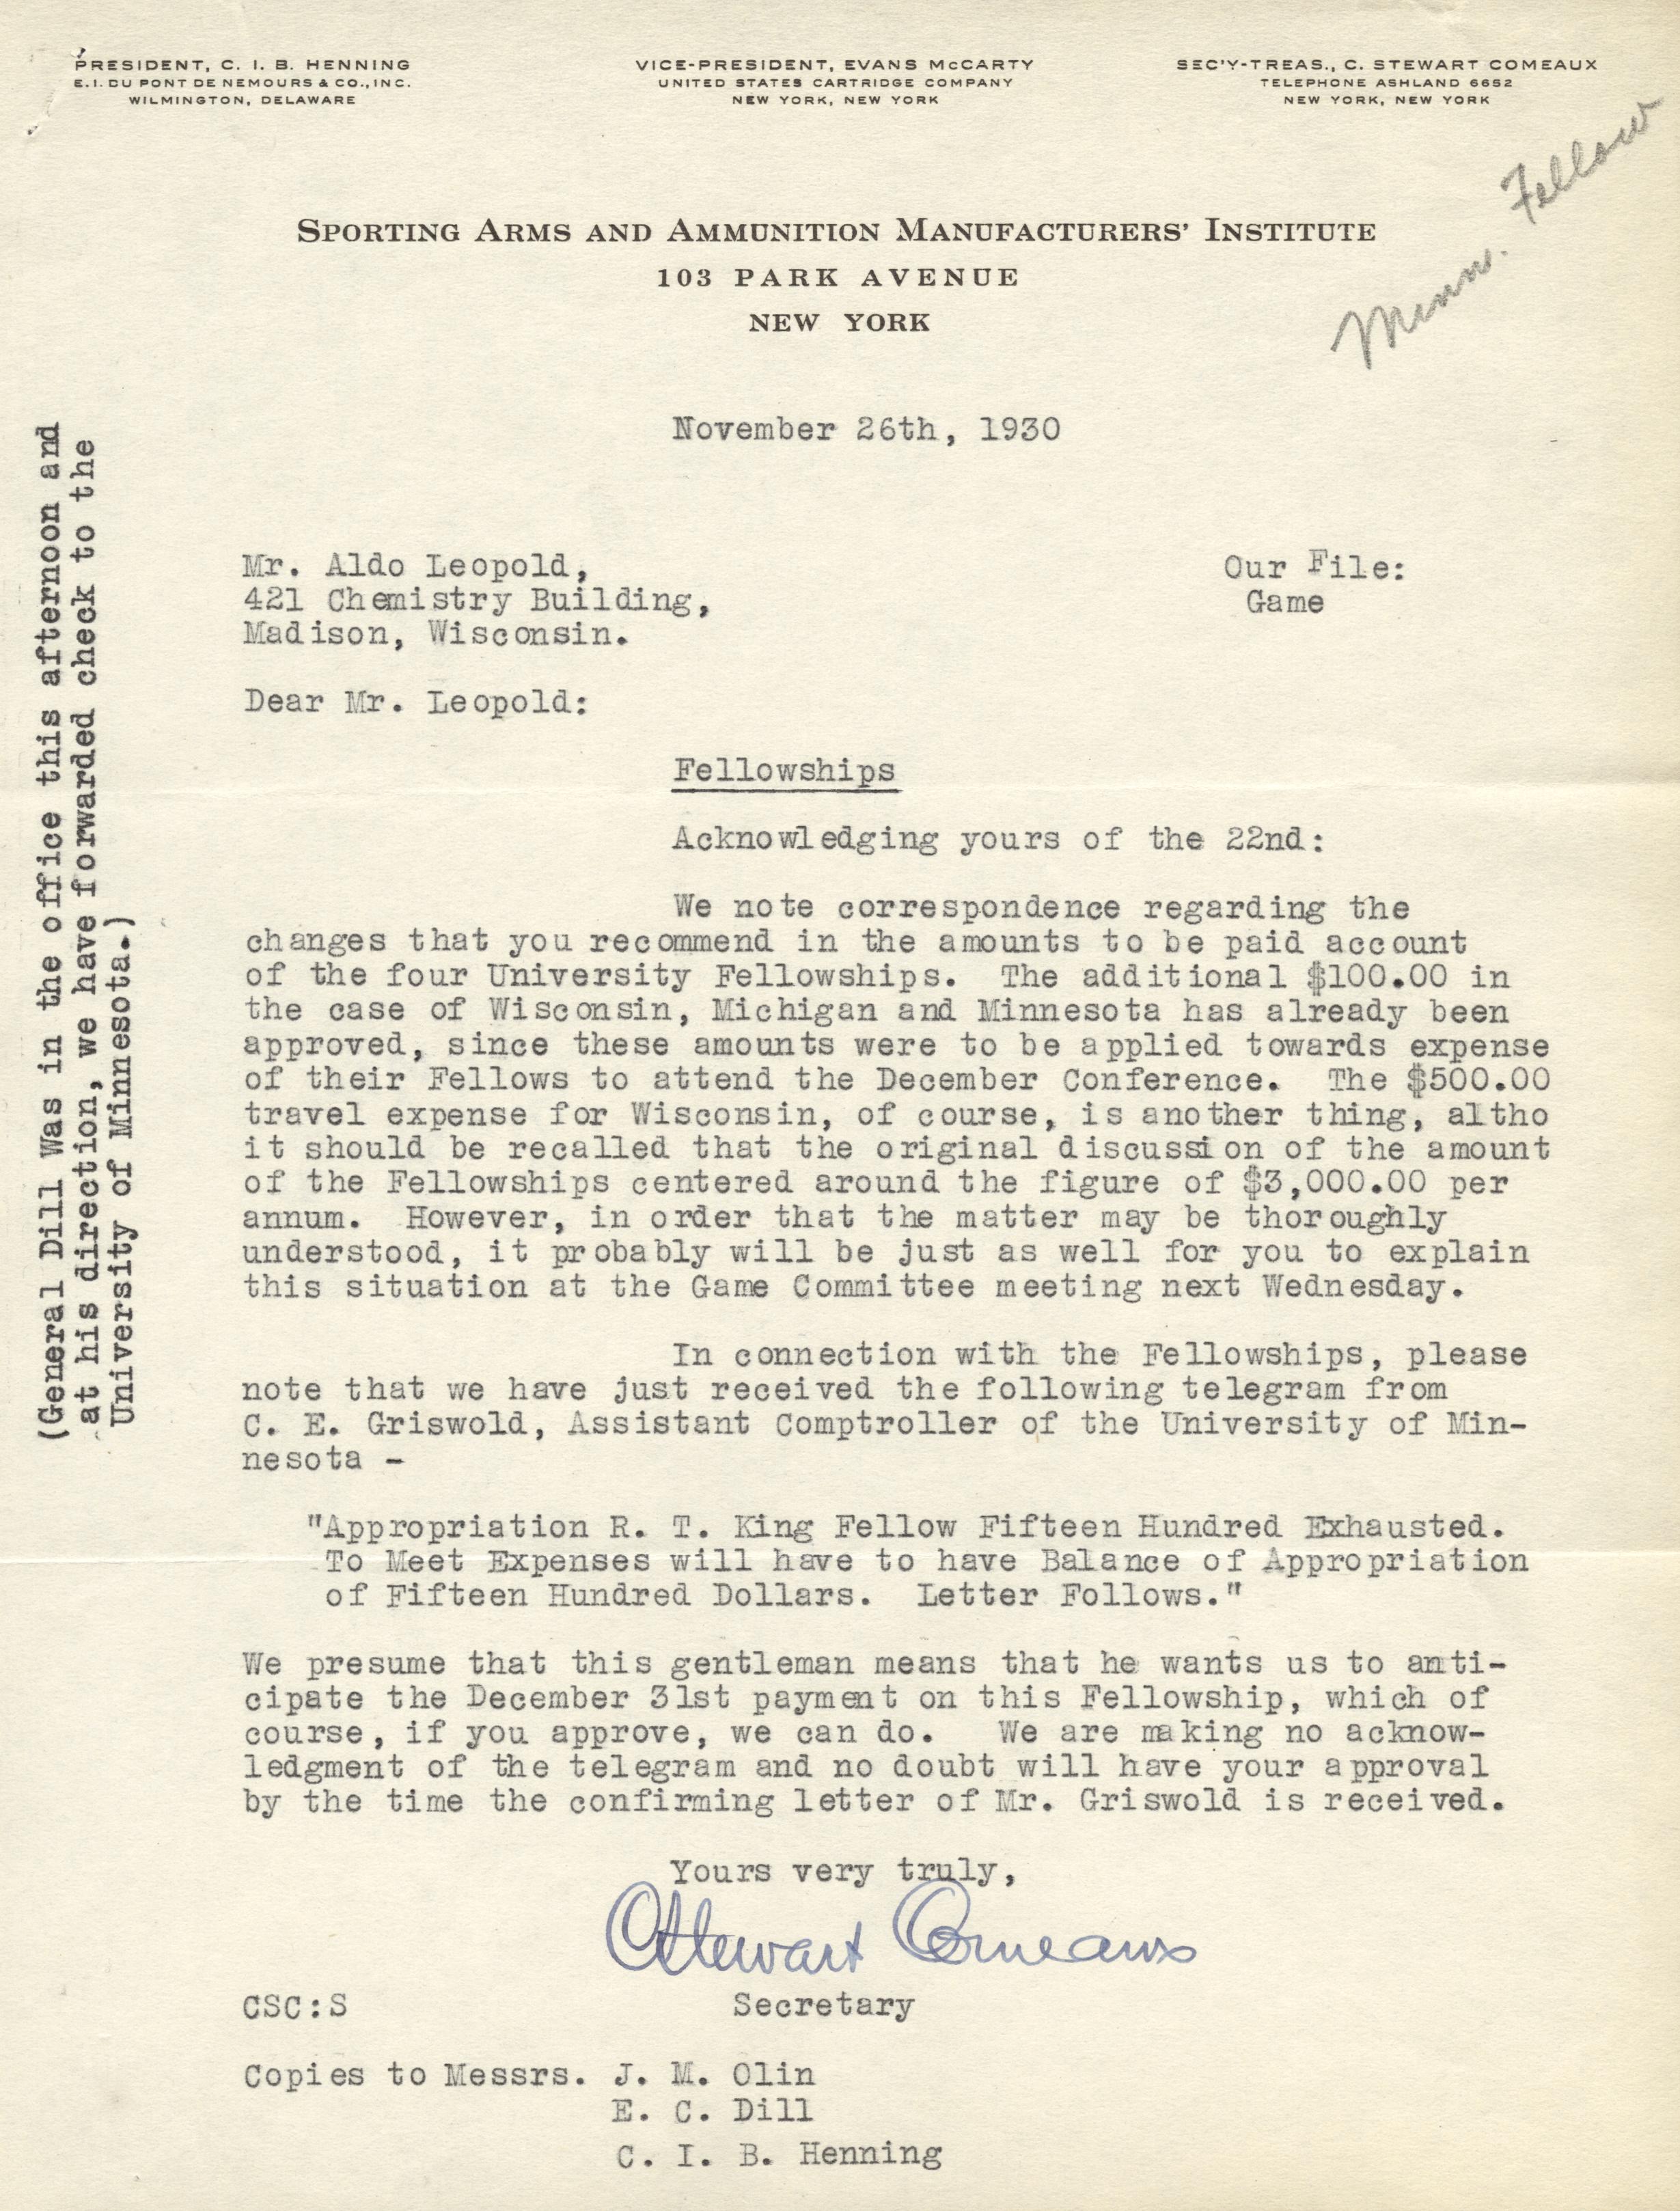 PRESIDENT, C. I. B. HENNING
E. I. DU PONT DE NEMOURS & CO., INC.
WILMINGTON, DELAWARE
VICE-PRESIDENT, EVANS McCARTY
UNITED STATES CARTRIDGE COMPANY
NEW YORK, NEW YORK
SEC'Y-TREAS., C. STEWART COMEAUX
TELEPHONE ASHLAND 6652
NEW YORK, NEW YORK
Minn. Fellow
SPORTING ARMS AND AMMUNITION MANUFACTURERS' INSTITUTE
103 PARK AVENUE
NEW YORK
November 26th, 1930
Mr. Aldo Leopold,
421 Chemistry Building,
Madison, Wisconsin.
Our File:
Game
Dear Mr. Leopold:
Fellowships
Acknowledging yours of the 22nd:
We note correspondence regarding the
changes that you recommend in the amounts to be paid account
of the four University Fellowships. The additional $100.00 in
the case of Wisconsin, Michigan and Minnesota has already been
approved, since these amounts were to be applied towards expense
of their Fellows to attend the December Conference. The $500.00
travel expense for Wisconsin, of course, is another thing, altho
it should be recalled that the original discussion of the amount
of the Fellowships centered around the figure of $3,000.00 per
annum. However, in order that the matter may be thoroughly
understood, it probably will be just as well for you to explain
this situation at the Game Committee meeting next Wednesday.
In connection with the Fellowships, please
note that we have just received the following telegram from
C. E. Griswold, Assistant Comptroller of the University of Min-
nesota -
"Appropriation R. T. King Fellow Fifteen Hundred Exhausted.
To Meet Expenses will have to have Balance of Appropriation
of Fifteen Hundred Dollars. Letter Follows."
We presume that this gentleman means that he wants us to anti-
cipate the December 31st payment on this Fellowship, which of
course, if you approve, we can do. We are making no acknow-
ledgment of the telegram and no doubt will have your approval
by the time the confirming letter of Mr. Griswold is received.
Yours very truly,
C Stewart Comeaux
CSC:S
Secretary
Copies to Messrs. J. M. Olin
E. C. Dill
C. I. B. Henning
(General Dill Was in the office this afternoon and
at his direction, we have forwarded check to the
University of Minnesota.)